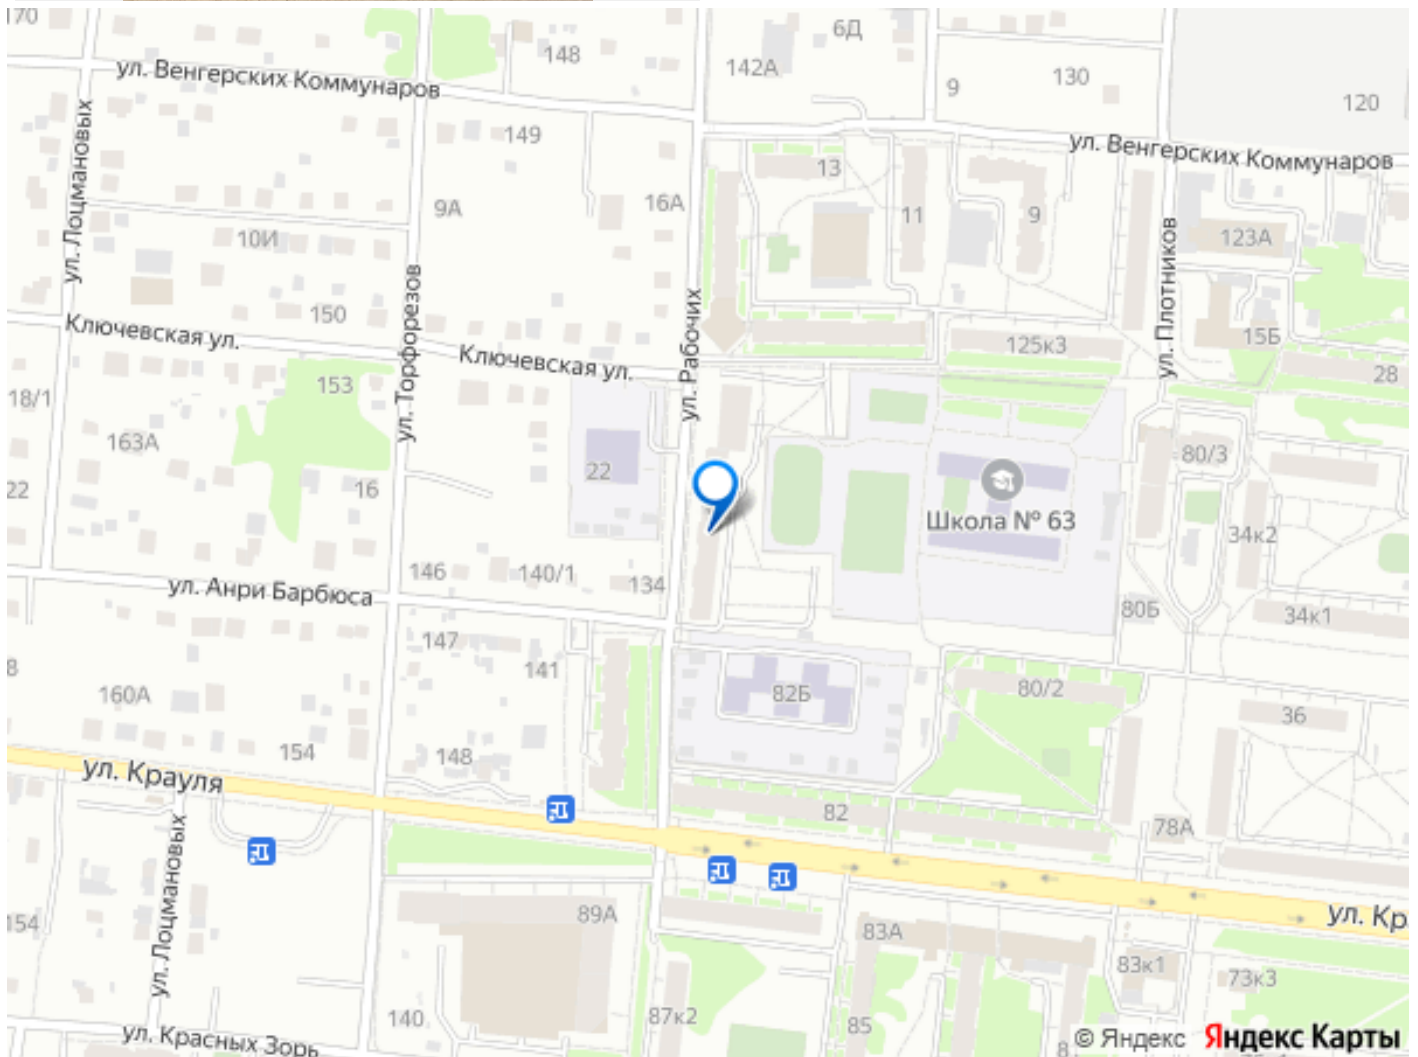 170
ул. Венгерских Коммунаров
148
142А
6Д
9
130
120
ул. Лоцмановых
149
13
ул. Венгерских Коммунаров
9А
16А
11
9
123А
10И
ул. Торфорезов
ул. Рабочих
ул. Плотников
150
Ключевская ул.
Ключевская ул.
125к3
15Б
28
18/1
153
163А
22
16
22
80/3
Школа № 63
34к2
ул. Анри Барбюса
146
140/1
134
80Б
34к1
147
141
8
160А
82Б
80/2
36
154
148
ул. Крауля
82
78А
ул. Лоцмановых
154
89А
83А
ул. Кр
83к1
73к3
140
87к2
85
8
ул. Красных Зорь
© Яндекс Яндекс Карты